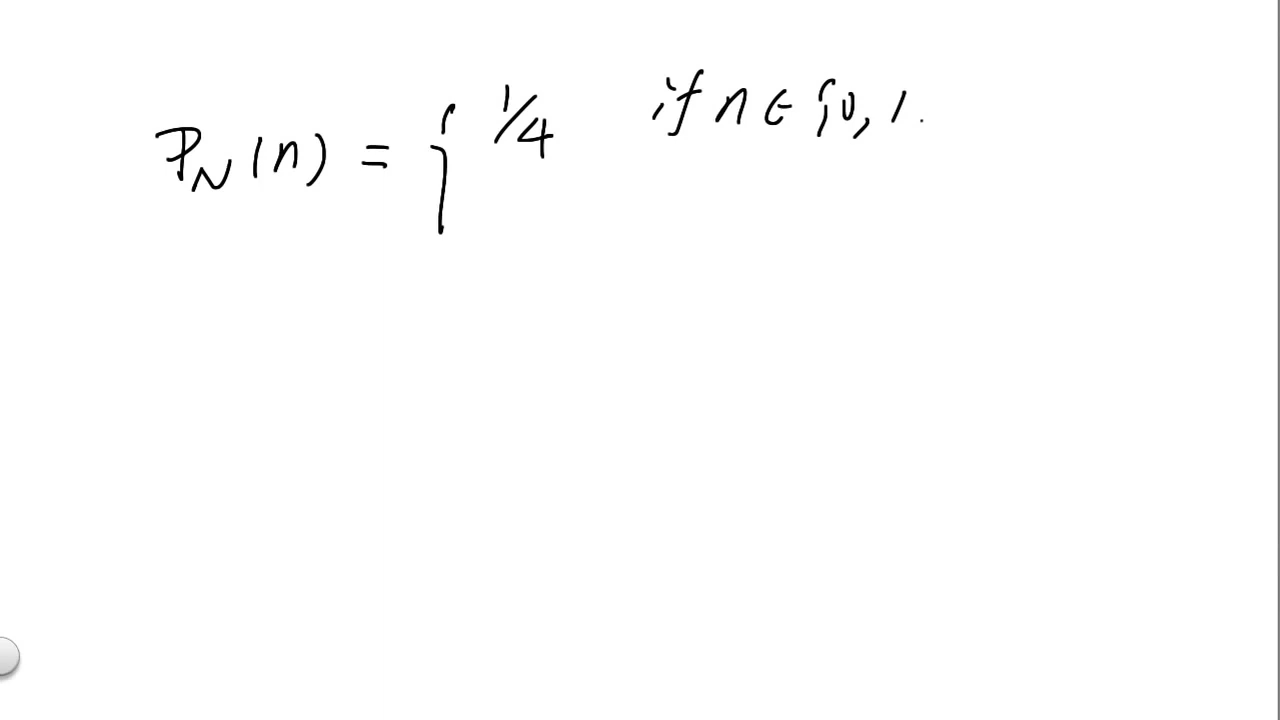 P_N(n) = { 1/4 if n ∈ {0, 1.